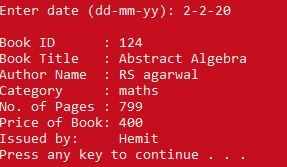 Enter date (dd-mm-yy): 2-2-20
Book ID : 124
Book Title : Abstract Algebra
Author Name : RS agarwal
Category : maths
No. of Pages : 799
Price of Book: 400
Issued by: Hemit
Press any key to continue . . .